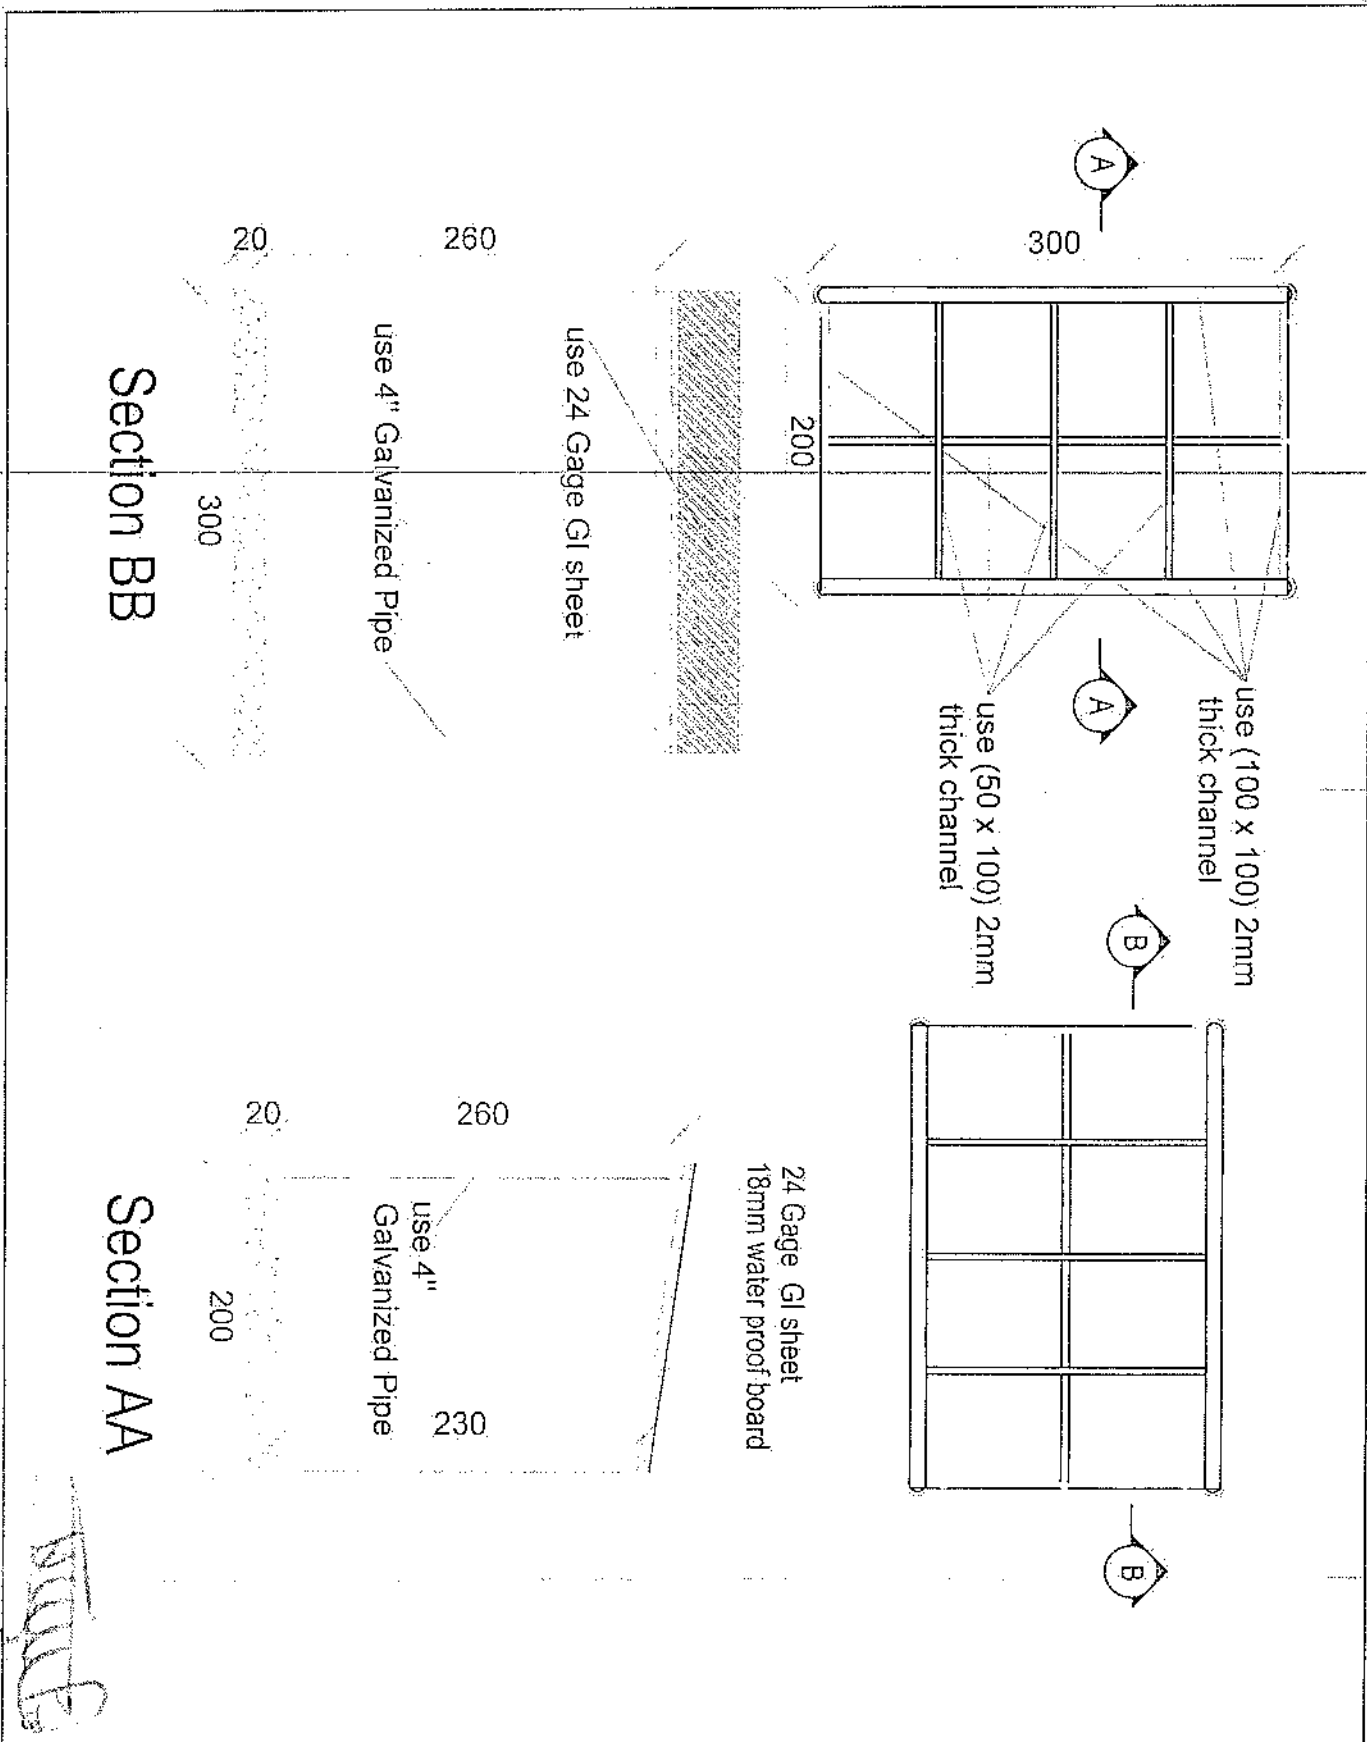 A
300
200
A
use (100 x 100) 2mm
thick channel
use (50 x 100) 2mm
thick channel
B
B
260
20
use 24 Gage GI sheet
use 4" Galvanized Pipe
300
Section BB
24 Gage GI sheet
18mm water proof board
260
20
use 4"
Galvanized Pipe
230
200
Section AA